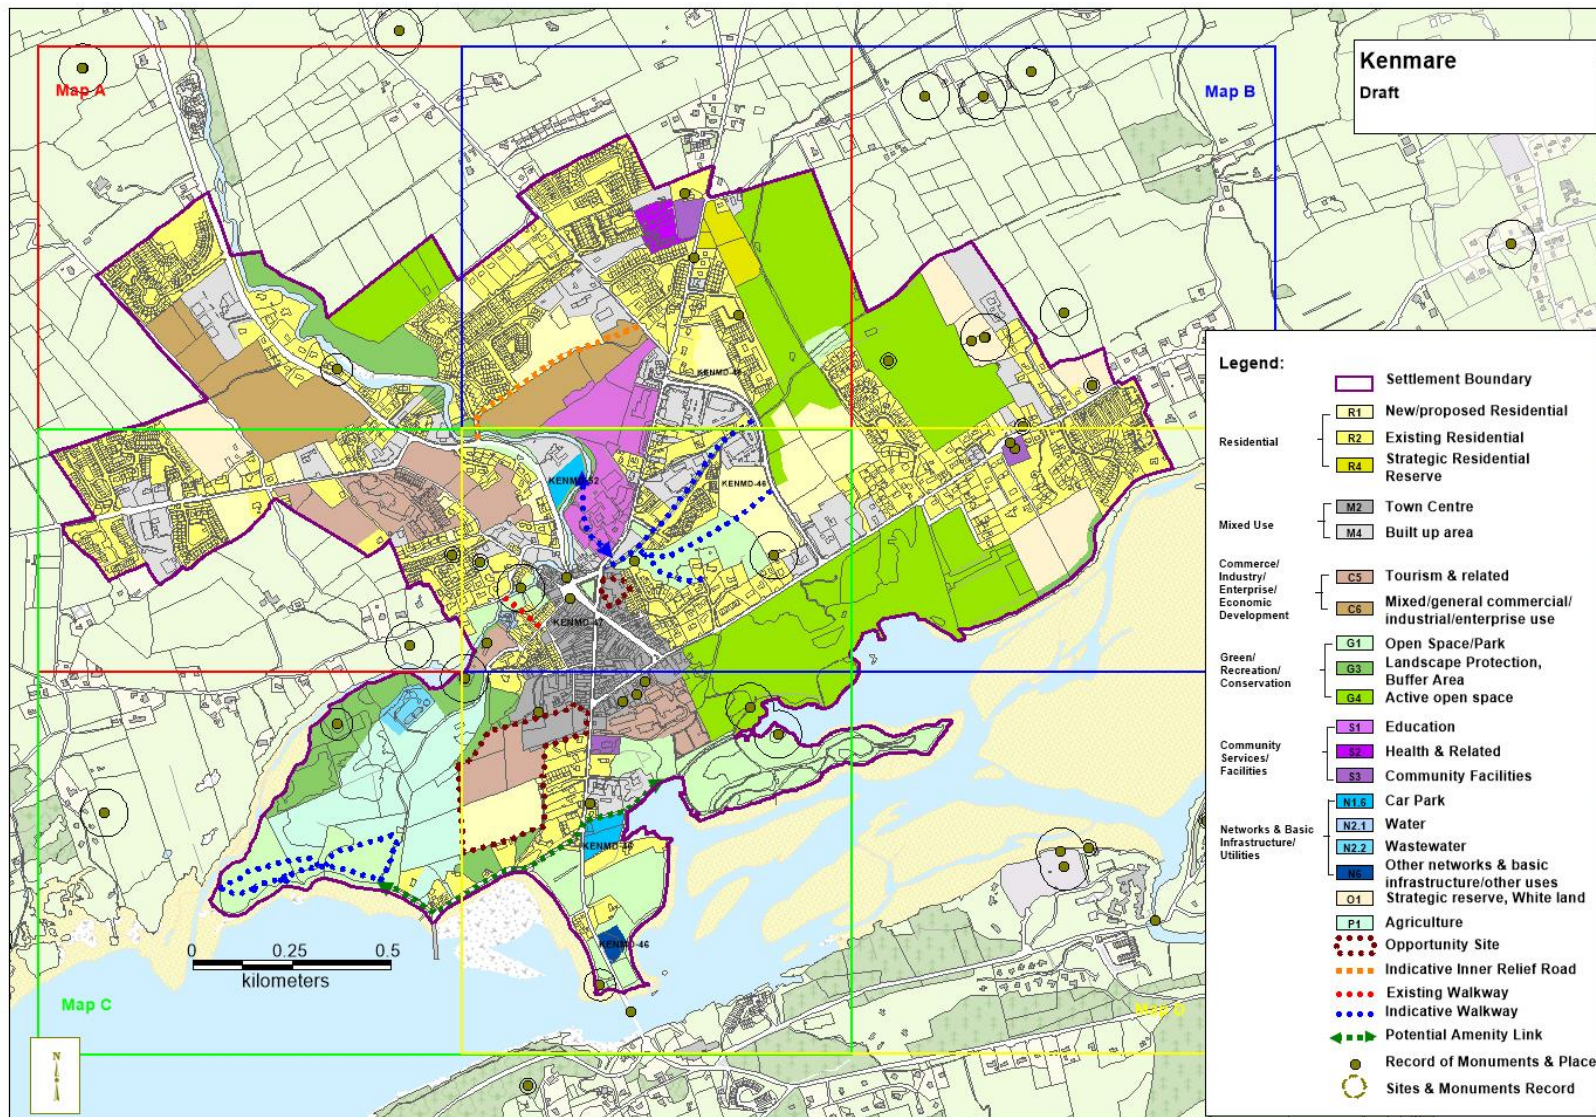 Kenmare
Draft
Map A
Map B
KENMD-46
KENMD-52
KENMD-46
KENMD-47
KENMD-46
Map C
Map D
0 0.25 0.5
kilometers
N
Legend:
Settlement Boundary
Residential
R1 New/proposed Residential
R2 Existing Residential
R4 Strategic Residential
Reserve
Mixed Use
M2 Town Centre
M4 Built up area
Commerce/
Industry/
Enterprise/
Economic
Development
C5 Tourism & related
C6 Mixed/general commercial/
industrial/enterprise use
Green/
Recreation/
Conservation
G1 Open Space/Park
G3 Landscape Protection,
Buffer Area
G4 Active open space
Community
Services/
Facilities
S1 Education
S2 Health & Related
S3 Community Facilities
Networks & Basic
Infrastructure/
Utilities
N1.6 Car Park
N2.1 Water
N2.2 Wastewater
N6 Other networks & basic
infrastructure/other uses
O1 Strategic reserve, White land
P1 Agriculture
Opportunity Site
Indicative Inner Relief Road
Existing Walkway
Indicative Walkway
Potential Amenity Link
Record of Monuments & Place
Sites & Monuments Record